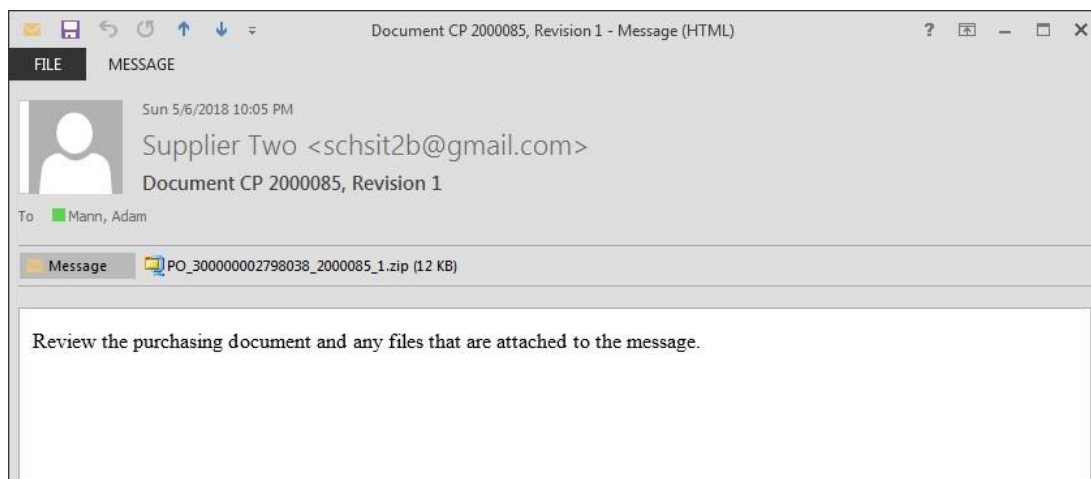 Document CP 2000085, Revision 1 - Message (HTML)
?
FILE MESSAGE
Sun 5/6/2018 10:05 PM
Supplier Two <schsit2b@gmail.com>
Document CP 2000085, Revision 1
To Mann, Adam
Message PO_300000002798038_2000085_1.zip (12 KB)
Review the purchasing document and any files that are attached to the message.